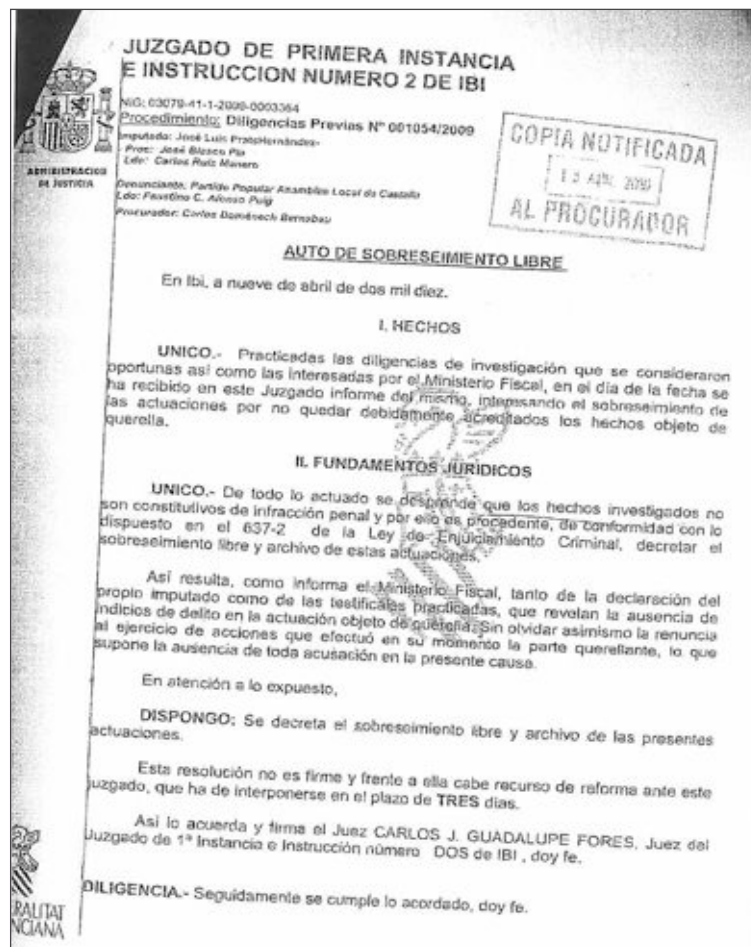 JUZGADO DE PRIMERA INSTANCIA
E INSTRUCCION NUMERO 2 DE IBI
NIG: 03079-41-1-2009-0003364
Procedimiento: Diligencias Previas Nº 001054/2009
Imputado: José Luis
Proc: José Blasco Pla
Ldo: Carlos Ruiz Manero
ADMINISTRACION
DE JUSTICIA
Denunciante: Partido Popular Asamblea Local de Castalla
Ldo: Faustino C. Alonso Puig
Procurador: Carlos Doménech Bernabau
COPIA NOTIFICADA
AL PROCURADOR
AUTO DE SOBRESEIMIENTO LIBRE
En Ibi, a nueve de abril de dos mil diez.
I. HECHOS
UNICO.- Practicadas las diligencias de investigación que se consideraron
oportunas así como las interesadas por el Ministerio Fiscal, en el día de la fecha se
ha recibido en este Juzgado informe del mismo, interesando el sobreseimiento de
las actuaciones por no quedar debidamente acreditados los hechos objeto de
querella.
II. FUNDAMENTOS JURIDICOS
UNICO.- De todo lo actuado se desprende que los hechos investigados no
son constitutivos de infracción penal y por ello es procedente, de conformidad con lo
dispuesto en el 637-2 de la Ley de Enjuiciamiento Criminal, decretar el
sobreseimiento libre y archivo de estas actuaciones.
Así resulta, como informa el Ministerio Fiscal, tanto de la declaración del
propio imputado como de las testificales practicadas, que revelan la ausencia de
indicios de delito en la actuación objeto de querella. Sin olvidar asimismo la renuncia
al ejercicio de acciones que efectuó en su momento la parte querellante, lo que
supone la ausencia de toda acusación en la presente causa.
En atención a lo expuesto,
DISPONGO: Se decreta el sobreseimiento libre y archivo de las presentes
actuaciones.
Esta resolución no es firme y frente a ella cabe recurso de reforma ante este
juzgado, que ha de interponerse en el plazo de TRES días.
Así lo acuerda y firma el Juez CARLOS J. GUADALUPE FORES, Juez del
Juzgado de 1ª Instancia e Instrucción número DOS de IBI , doy fe.
DILIGENCIA.- Seguidamente se cumple lo acordado, doy fe.
RALITAT
NCIANA